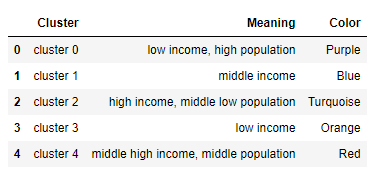 Cluster Meaning Color
0 cluster 0 low income, high population Purple
1 cluster 1 middle income Blue
2 cluster 2 high income, middle low population Turquoise
3 cluster 3 low income Orange
4 cluster 4 middle high income, middle population Red